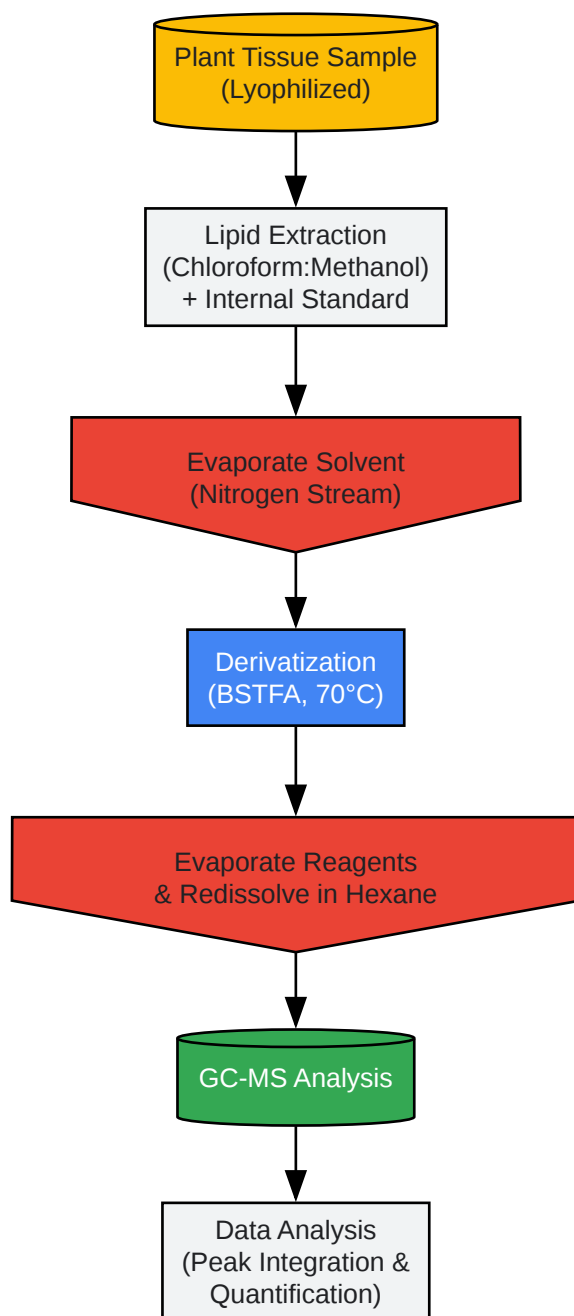 Plant Tissue Sample
(Lyophilized)
Lipid Extraction
(Chloroform:Methanol)
+ Internal Standard
Evaporate Solvent
(Nitrogen Stream)
Derivatization
(BSTFA, 70°C)
Evaporate Reagents
& Redissolve in Hexane
GC-MS Analysis
Data Analysis
(Peak Integration &
Quantification)